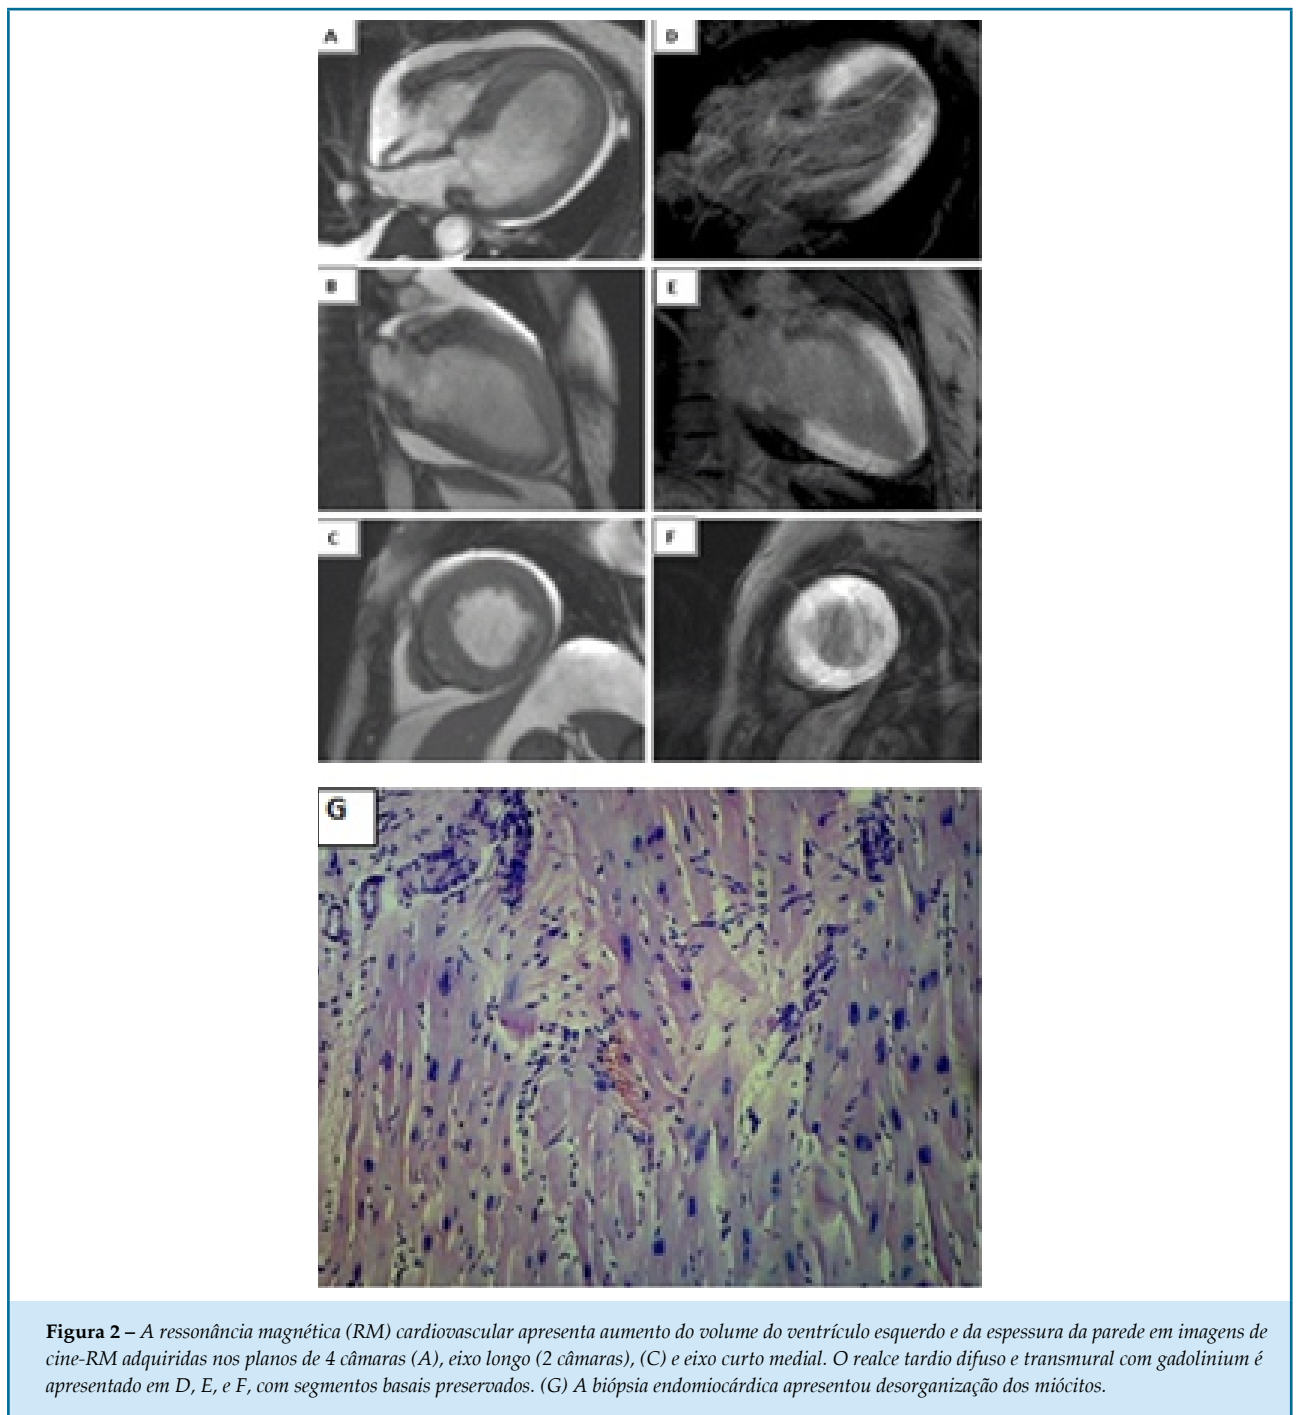 A
D
B
E
C
F
G
Figura 2 – A ressonância magnética (RM) cardiovascular apresenta aumento do volume do ventrículo esquerdo e da espessura da parede em imagens de
cine-RM adquiridas nos planos de 4 câmaras (A), eixo longo (2 câmaras), (C) e eixo curto medial. O realce tardio difuso e transmural com gadolinium é
apresentado em D, E, e F, com segmentos basais preservados. (G) A biópsia endomiocárdica apresentou desorganização dos miócitos.